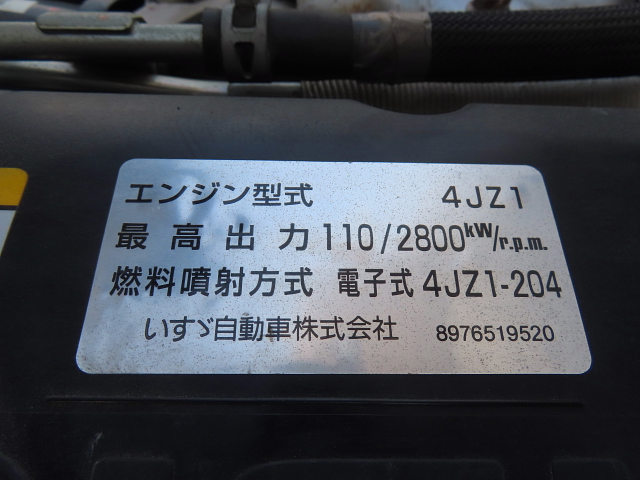 エンジン型式 4JZ1
最高出力 110/2800kW/r.p.m.
燃料噴射方式 電子式 4JZ1-204
いすゞ自動車株式会社 8976519520